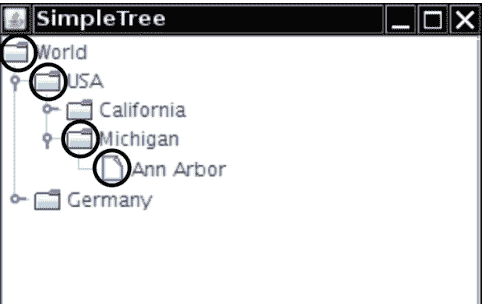 SimpleTree
World
USA
California
Michigan
Ann Arbor
Germany